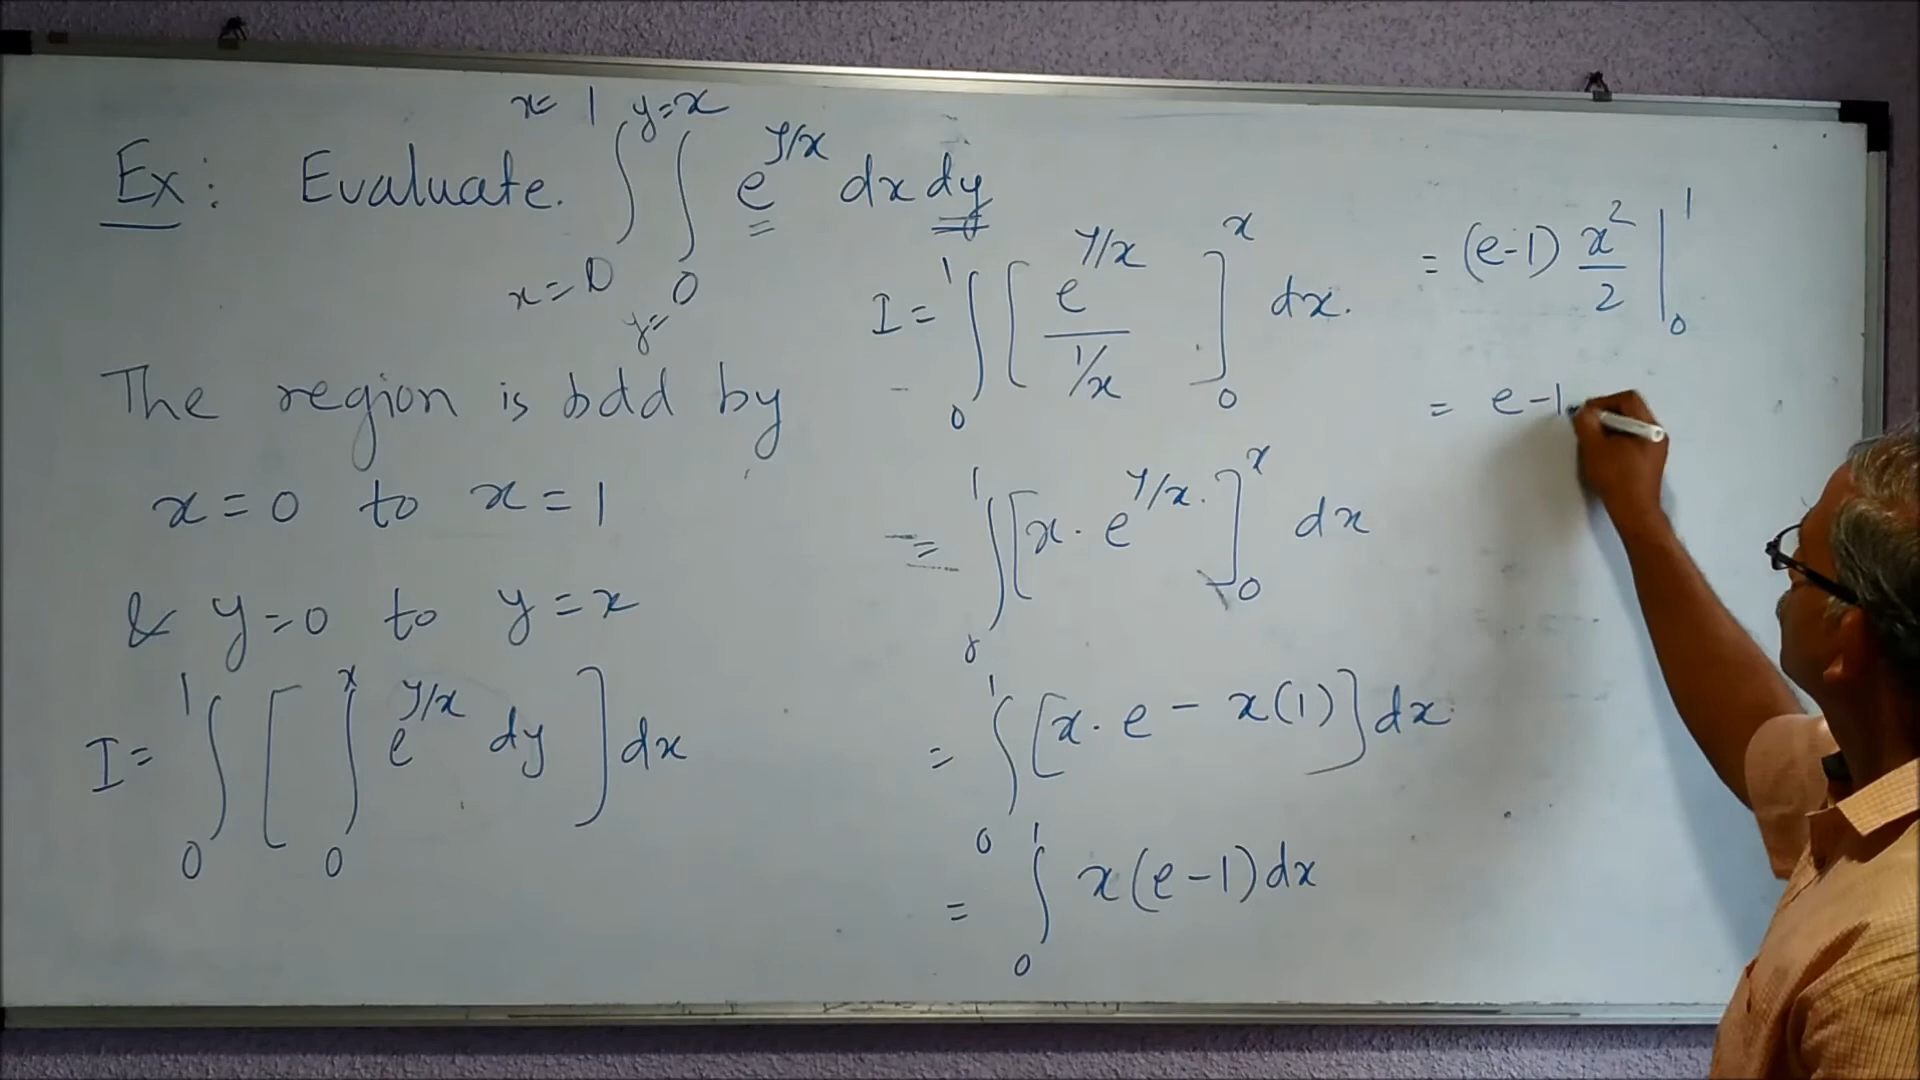 x= 1 y=x
Ex: Evaluate. ∫ ∫ e^{y/x} dx dy
x=0 0
y=
The region is bdd by
x=0 to x=1
& y=0 to y=x
I= ∫_0^1 [ ∫_0^x e^{y/x} dy ] dx
I= ∫_0^1 [ e^{y/x} / (1/x) ]_0^x dx.
= ∫_0^1 [x. e^{y/x}.]_0^x dx
= ∫_0^1 [x. e - x(1)] dx
= ∫_0^1 x(e-1) dx
= (e-1) x^2/2 |_0^1
= e-1